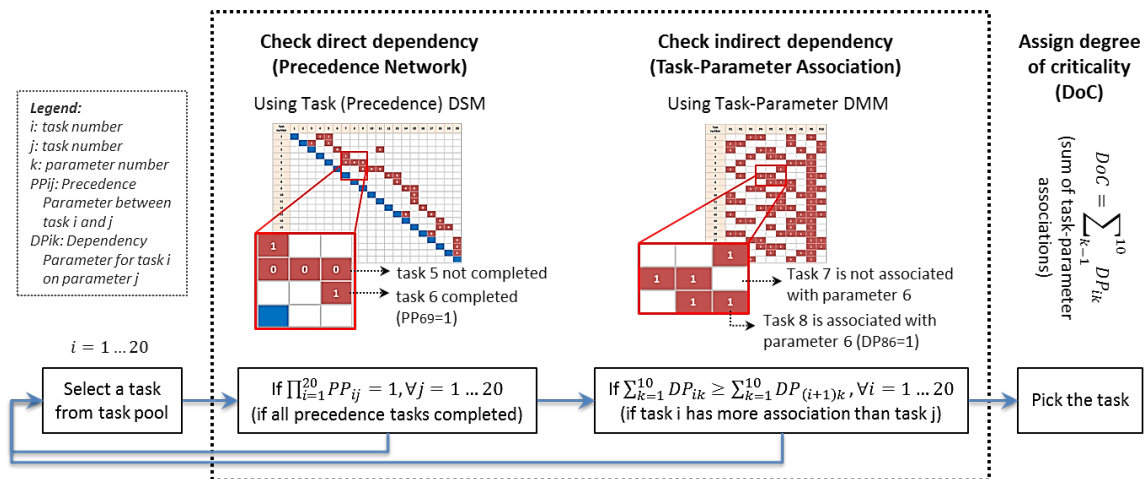 Check direct dependency
(Precedence Network)
Using Task (Precedence) DSM
Check indirect dependency
(Task-Parameter Association)
Using Task-Parameter DMM
Assign degree
of criticality
(DoC)
Legend:
i: task number
j: task number
k: parameter number
PPij: Precedence
Parameter between
task i and j
DPik: Dependency
Parameter for task i
on parameter j
1
0 0 0
1
task 5 not completed
task 6 completed
(PP69=1)
1
1 1
1 1
Task 7 is not associated
with parameter 6
Task 8 is associated with
parameter 6 (DP86=1)
DoC = ∑_{k-1}^{10} DP_{ik}
(sum of task-parameter
associations)
i = 1 … 20
Select a task
from task pool
If ∏_{i=1}^{20} PP_{ij} = 1, ∀j = 1 … 20
(if all precedence tasks completed)
If ∑_{k=1}^{10} DP_{ik} ≥ ∑_{k=1}^{10} DP_{(i+1)k}, ∀i = 1 … 20
(if task i has more association than task j)
Pick the task